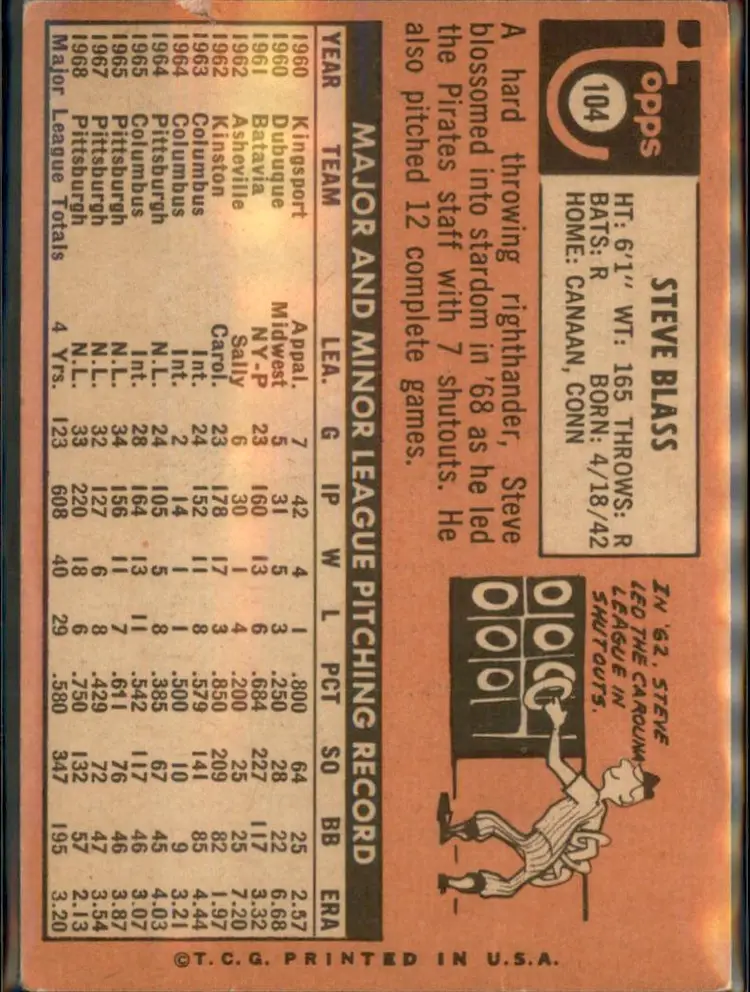 Topps
104
STEVE BLASS
HT: 6'1" WT: 165 THROWS: R
BATS: R BORN: 4/18/42
HOME: CANAAN, CONN
A hard throwing righthander, Steve
blossomed into stardom in '68 as he led
the Pirates staff with 7 shutouts. He
also pitched 12 complete games.
IN '62, STEVE
LED THE CAROLINA
LEAGUE IN
SHUTOUTS.
0 0 0
0 0 0
MAJOR AND MINOR LEAGUE PITCHING RECORD
YEAR TEAM LEA. G IP W L PCT SO BB ERA
1960 Kingsport Appal. 7 42 4 1 .800 64 25 2.57
1960 Dubuque Midwest 5 31 5 3 .250 28 22 6.68
1961 Batavia NY-P 23 160 13 6 .684 227 117 3.32
1962 Asheville Sally 6 30 1 4 .200 25 25 7.20
1962 Kinston Carol. 23 178 17 3 .850 209 82 1.97
1963 Columbus Int. 24 152 11 8 .579 141 85 4.44
1964 Columbus Int. 2 14 1 1 .500 10 9 3.21
1964 Pittsburgh N.L. 24 105 5 8 .385 67 45 4.03
1965 Columbus Int. 28 164 13 11 .542 117 46 3.07
1965 Pittsburgh N.L. 34 156 11 7 .611 76 46 3.87
1967 Pittsburgh N.L. 32 127 6 8 .429 72 47 3.54
1968 Pittsburgh N.L. 33 220 18 6 .750 132 57 2.13
Major League Totals 4 Yrs. 123 608 40 29 .580 347 195 3.20
©T.C.G. PRINTED IN U.S.A.